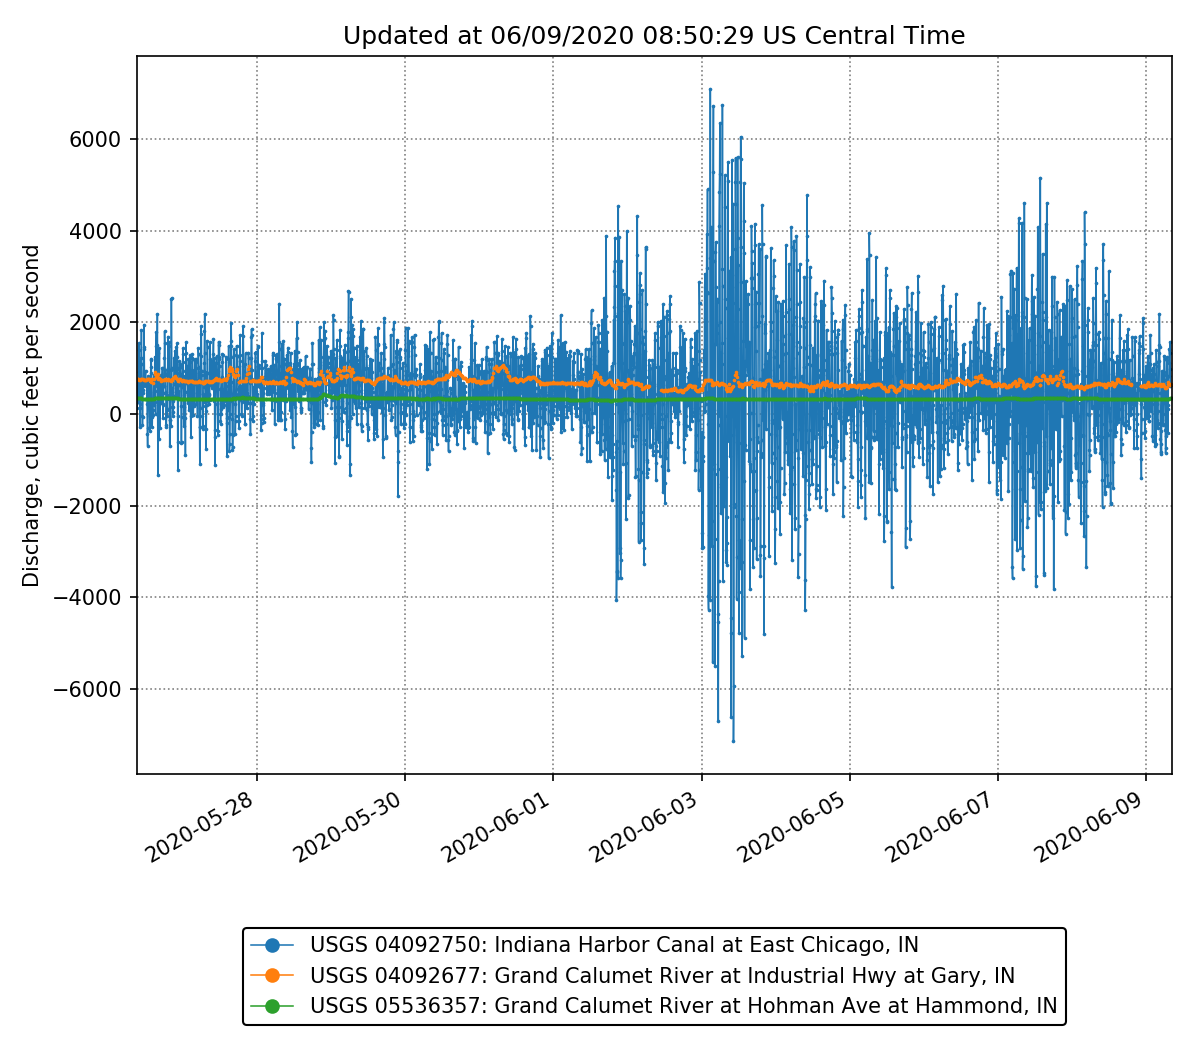 Updated at 06/09/2020 08:50:29 US Central Time
Discharge, cubic feet per second
6000
4000
2000
0
−2000
−4000
−6000
2020-05-28
2020-05-30
2020-06-01
2020-06-03
2020-06-05
2020-06-07
2020-06-09
USGS 04092750: Indiana Harbor Canal at East Chicago, IN
USGS 04092677: Grand Calumet River at Industrial Hwy at Gary, IN
USGS 05536357: Grand Calumet River at Hohman Ave at Hammond, IN